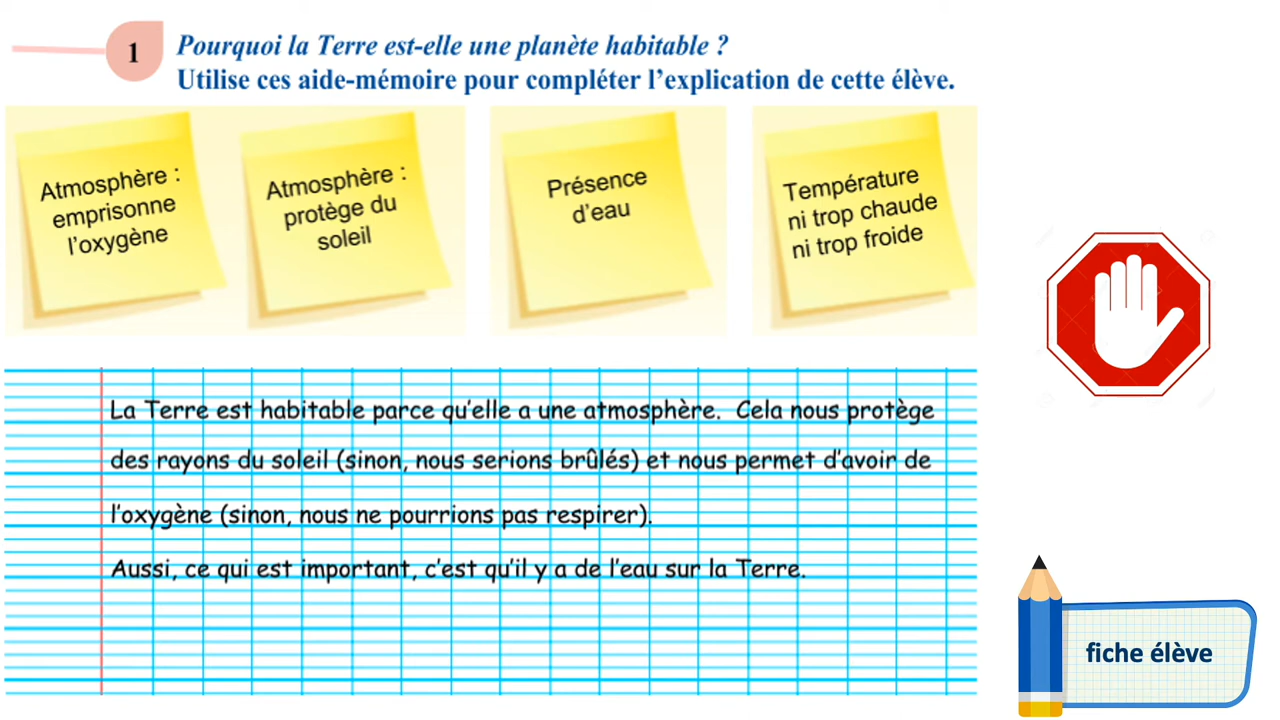 1
Pourquoi la Terre est-elle une planète habitable ?
Utilise ces aide-mémoire pour compléter l'explication de cette élève.
Atmosphère :
emprisonne
l'oxygène
Atmosphère :
protège du
soleil
Présence
d'eau
Température
ni trop chaude
ni trop froide
La Terre est habitable parce qu'elle a une atmosphère. Cela nous protège
des rayons du soleil (sinon, nous serions brûlés) et nous permet d'avoir de
l'oxygène (sinon, nous ne pourrions pas respirer).
Aussi, ce qui est important, c'est qu'il y a de l'eau sur la Terre.
fiche élève